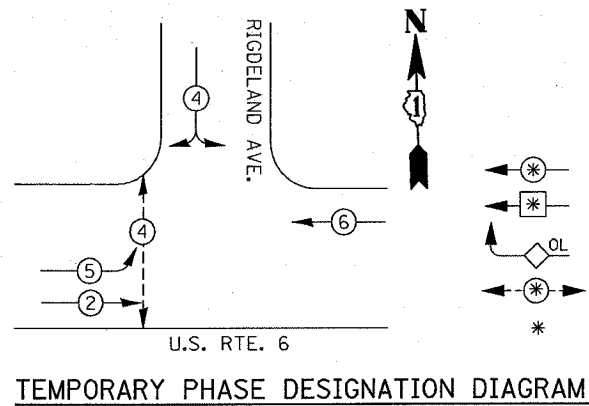 N
RIGDELAND AVE.
4
1
*
*
6
4
OL
5
*
2
*
U.S. RTE. 6
TEMPORARY PHASE DESIGNATION DIAGRAM